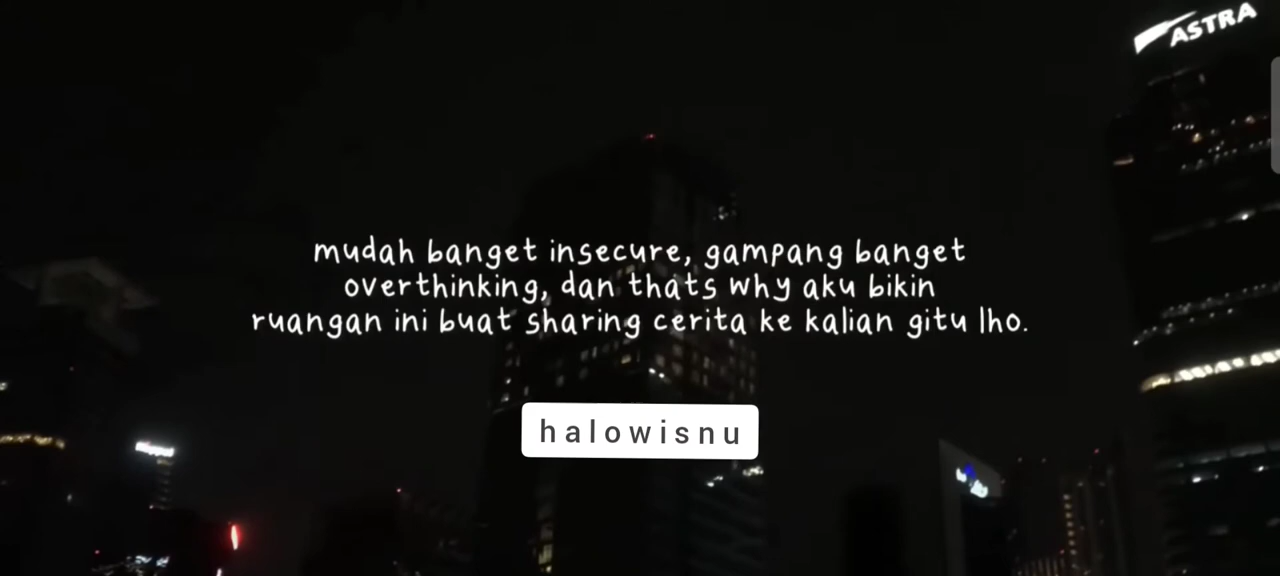 ASTRA
mudah banget insecure, gampang banget
overthinking, dan thats why aku bikin
ruangan ini buat sharing cerita ke kalian gitu lho.
halowisnu